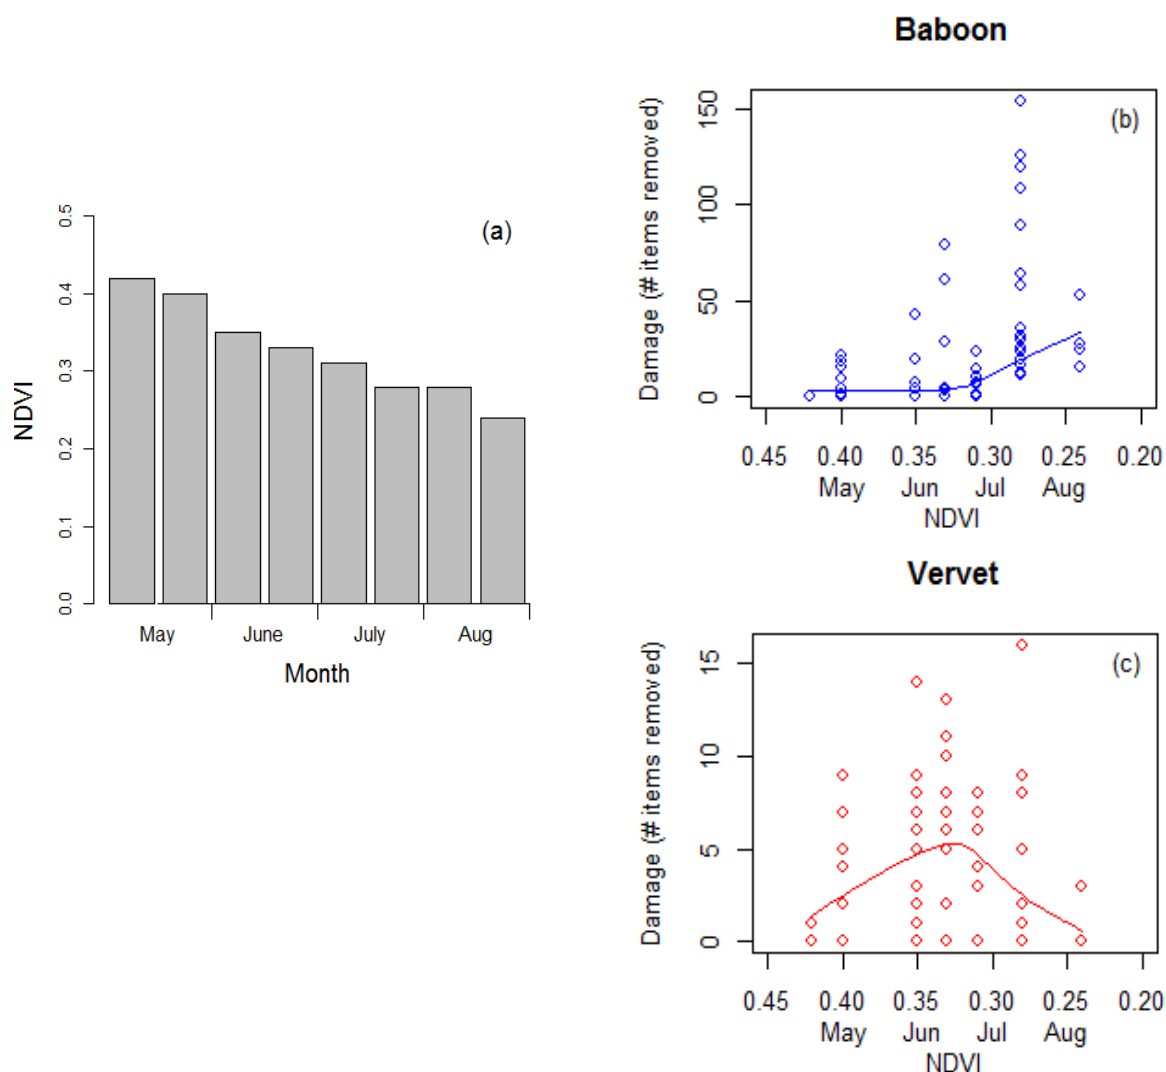 (a)
NDVI
0.5
0.4
0.3
0.2
0.1
0.0
May June July Aug
Month
Baboon
(b)
Damage (# items removed)
150
100
50
0
0.45 0.40 0.35 0.30 0.25 0.20
May Jun Jul Aug
NDVI
Vervet
(c)
Damage (# items removed)
15
10
5
0
0.45 0.40 0.35 0.30 0.25 0.20
May Jun Jul Aug
NDVI